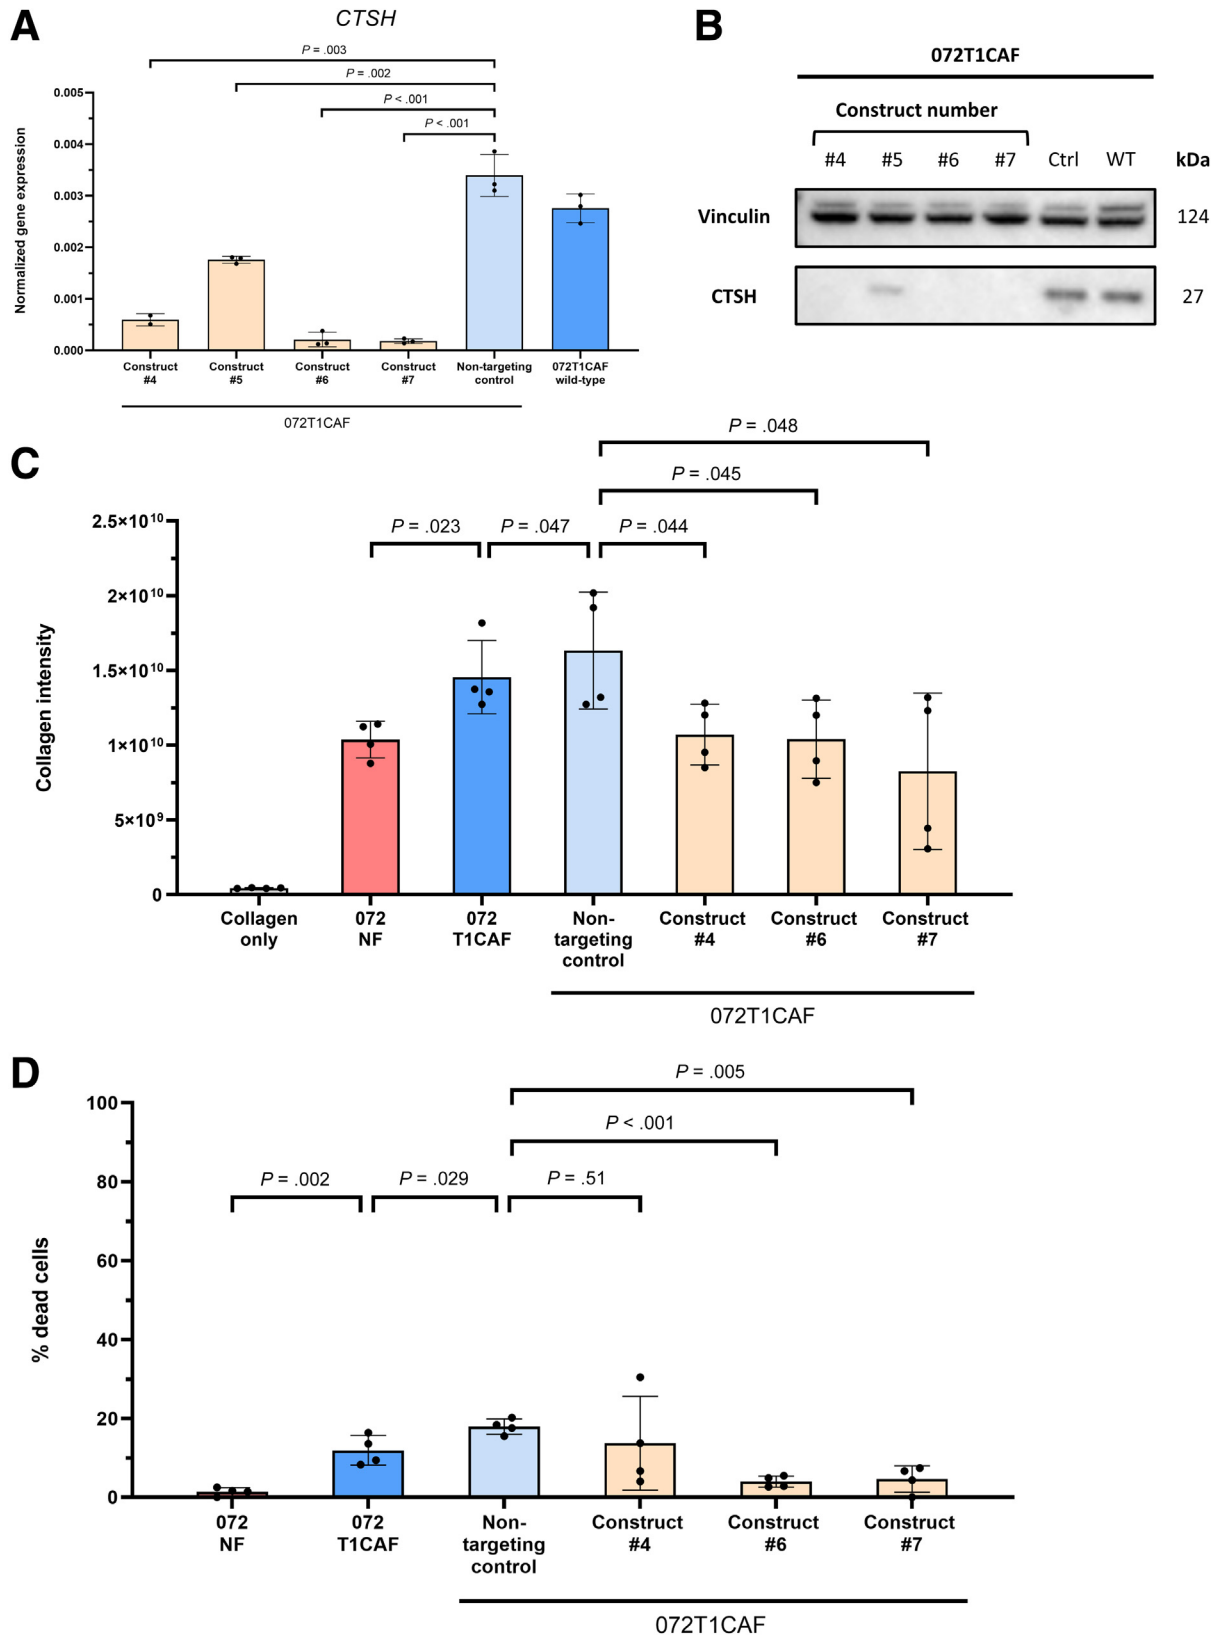 A
CTSH
P = .003
P = .002
P < .001
P < .001
Normalized gene expression
0.005
0.004
0.003
0.002
0.001
0.000
Construct #4
Construct #5
Construct #6
Construct #7
Non-targeting control
072T1CAF wild-type
072T1CAF
B
072T1CAF
Construct number
#4 #5 #6 #7 Ctrl WT kDa
Vinculin 124
CTSH 27
C
P = .048
P = .045
P = .023 P = .047 P = .044
Collagen intensity
2.5×10¹⁰
2×10¹⁰
1.5×10¹⁰
1×10¹⁰
5×10⁹
0
Collagen only
072 NF
072 T1CAF
Non-targeting control
Construct #4
Construct #6
Construct #7
072T1CAF
D
P = .005
P < .001
P = .002 P = .029 P = .51
% dead cells
100
80
60
40
20
0
072 NF
072 T1CAF
Non-targeting control
Construct #4
Construct #6
Construct #7
072T1CAF